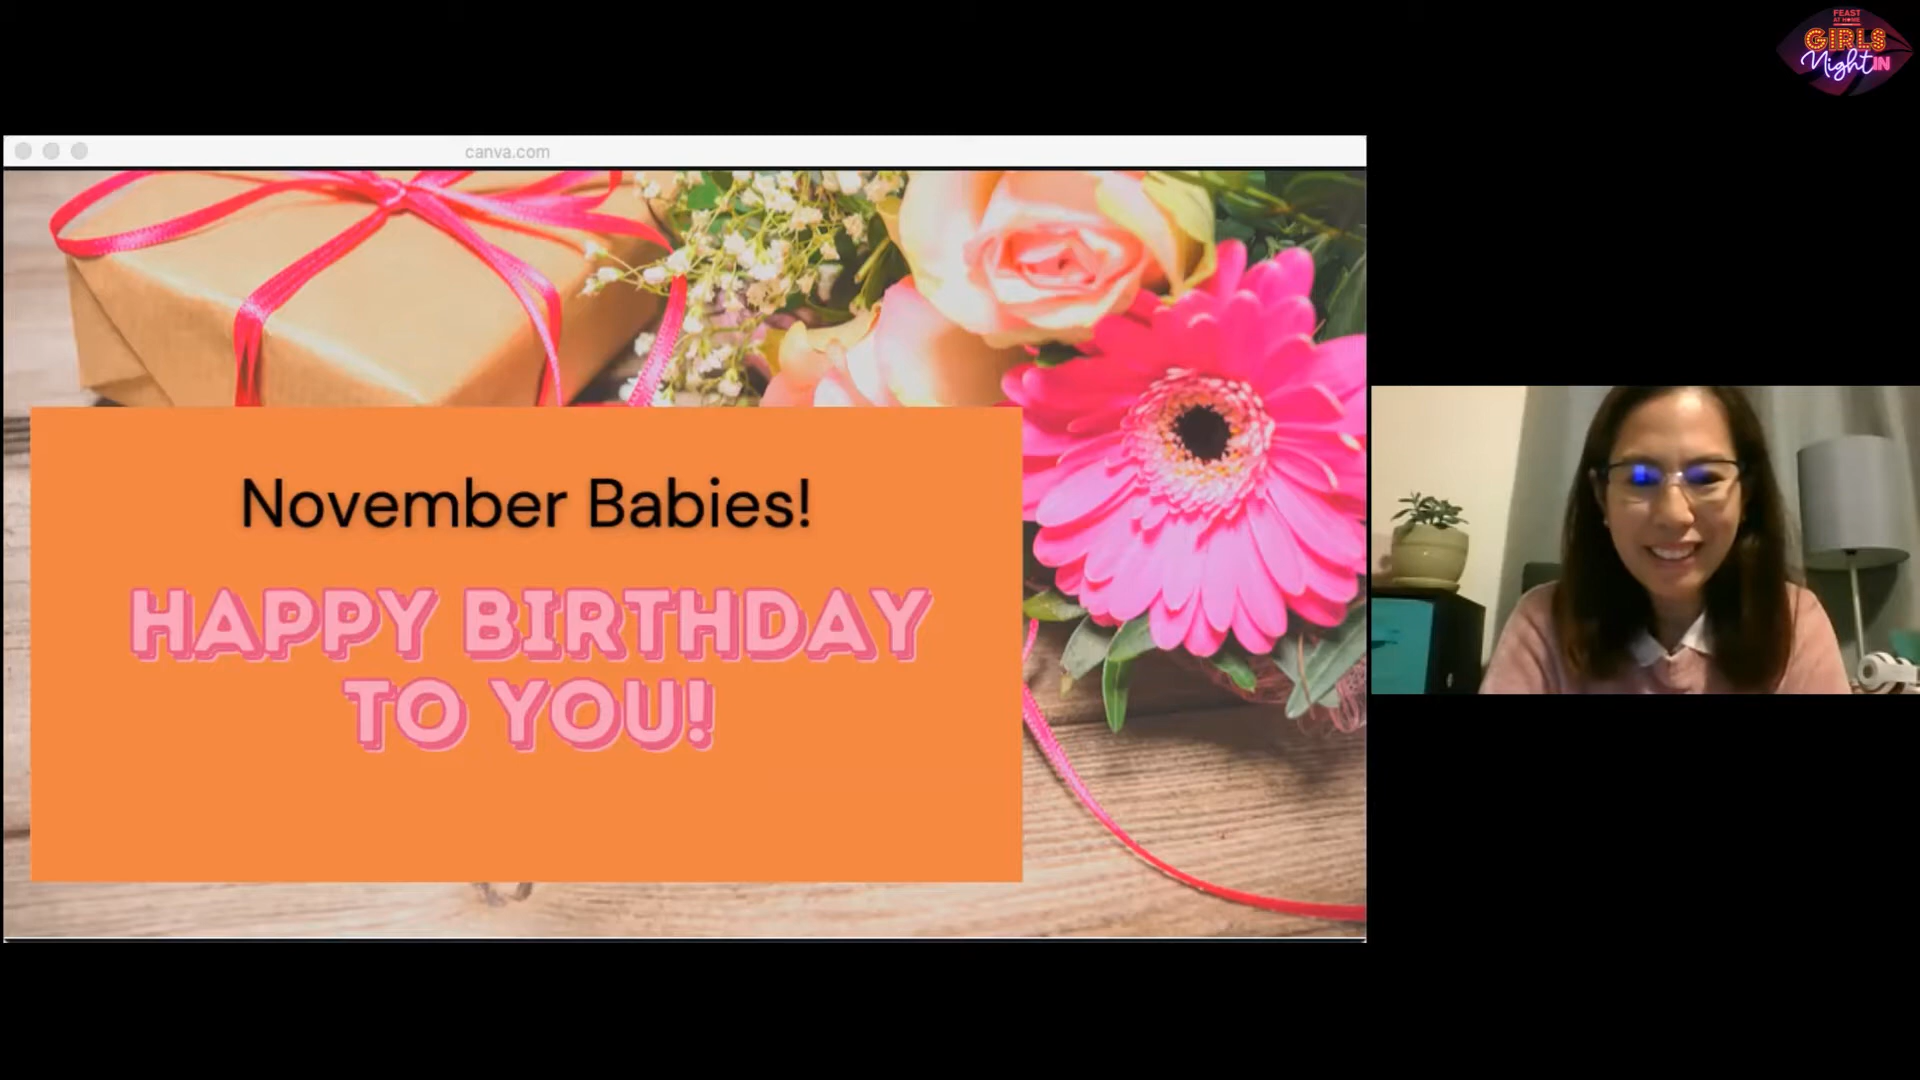 FEAST
AT HOME
GIRLS
Night IN
canva.com
November Babies!
HAPPY BIRTHDAY
TO YOU!